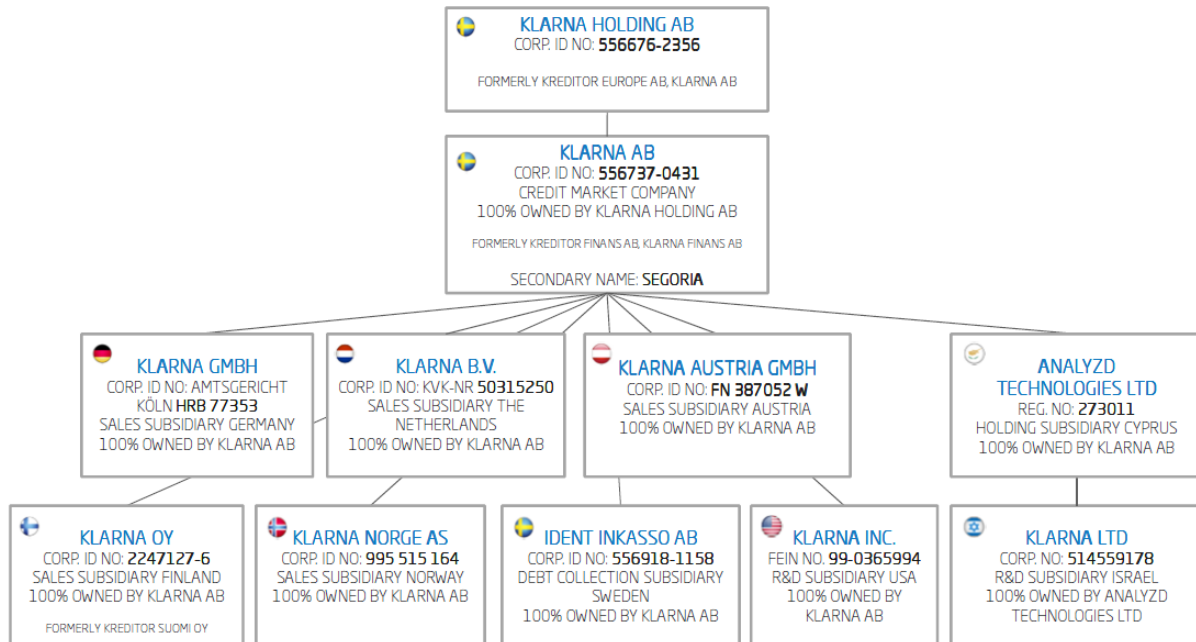 KLARNA HOLDING AB
CORP. ID NO: 556676-2356
FORMERLY KREDITOR EUROPE AB, KLARNA AB
KLARNA AB
CORP. ID NO: 556737-0431
CREDIT MARKET COMPANY
100% OWNED BY KLARNA HOLDING AB
FORMERLY KREDITOR FINANS AB, KLARNA FINANS AB
SECONDARY NAME: SEGORIA
KLARNA GMBH
CORP. ID NO: AMTSGERICHT
KÖLN HRB 77353
SALES SUBSIDIARY GERMANY
100% OWNED BY KLARNA AB
KLARNA B.V.
CORP. ID NO: KVK-NR 50315250
SALES SUBSIDIARY THE
NETHERLANDS
100% OWNED BY KLARNA AB
KLARNA AUSTRIA GMBH
CORP. ID NO: FN 387052 W
SALES SUBSIDIARY AUSTRIA
100% OWNED BY KLARNA AB
ANALYZD
TECHNOLOGIES LTD
REG. NO: 273011
HOLDING SUBSIDIARY CYPRUS
100% OWNED BY KLARNA AB
KLARNA OY
CORP. ID NO: 2247127-6
SALES SUBSIDIARY FINLAND
100% OWNED BY KLARNA AB
FORMERLY KREDITOR SUOMI OY
KLARNA NORGE AS
CORP. ID NO: 995 515 164
SALES SUBSIDIARY NORWAY
100% OWNED BY KLARNA AB
IDENT INKASSO AB
CORP. ID NO: 556918-1158
DEBT COLLECTION SUBSIDIARY
SWEDEN
100% OWNED BY KLARNA AB
KLARNA INC.
FEIN NO. 99-0365994
R&D SUBSIDIARY USA
100% OWNED BY
KLARNA AB
KLARNA LTD
CORP. NO: 514559178
R&D SUBSIDIARY ISRAEL
100% OWNED BY ANALYZD
TECHNOLOGIES LTD